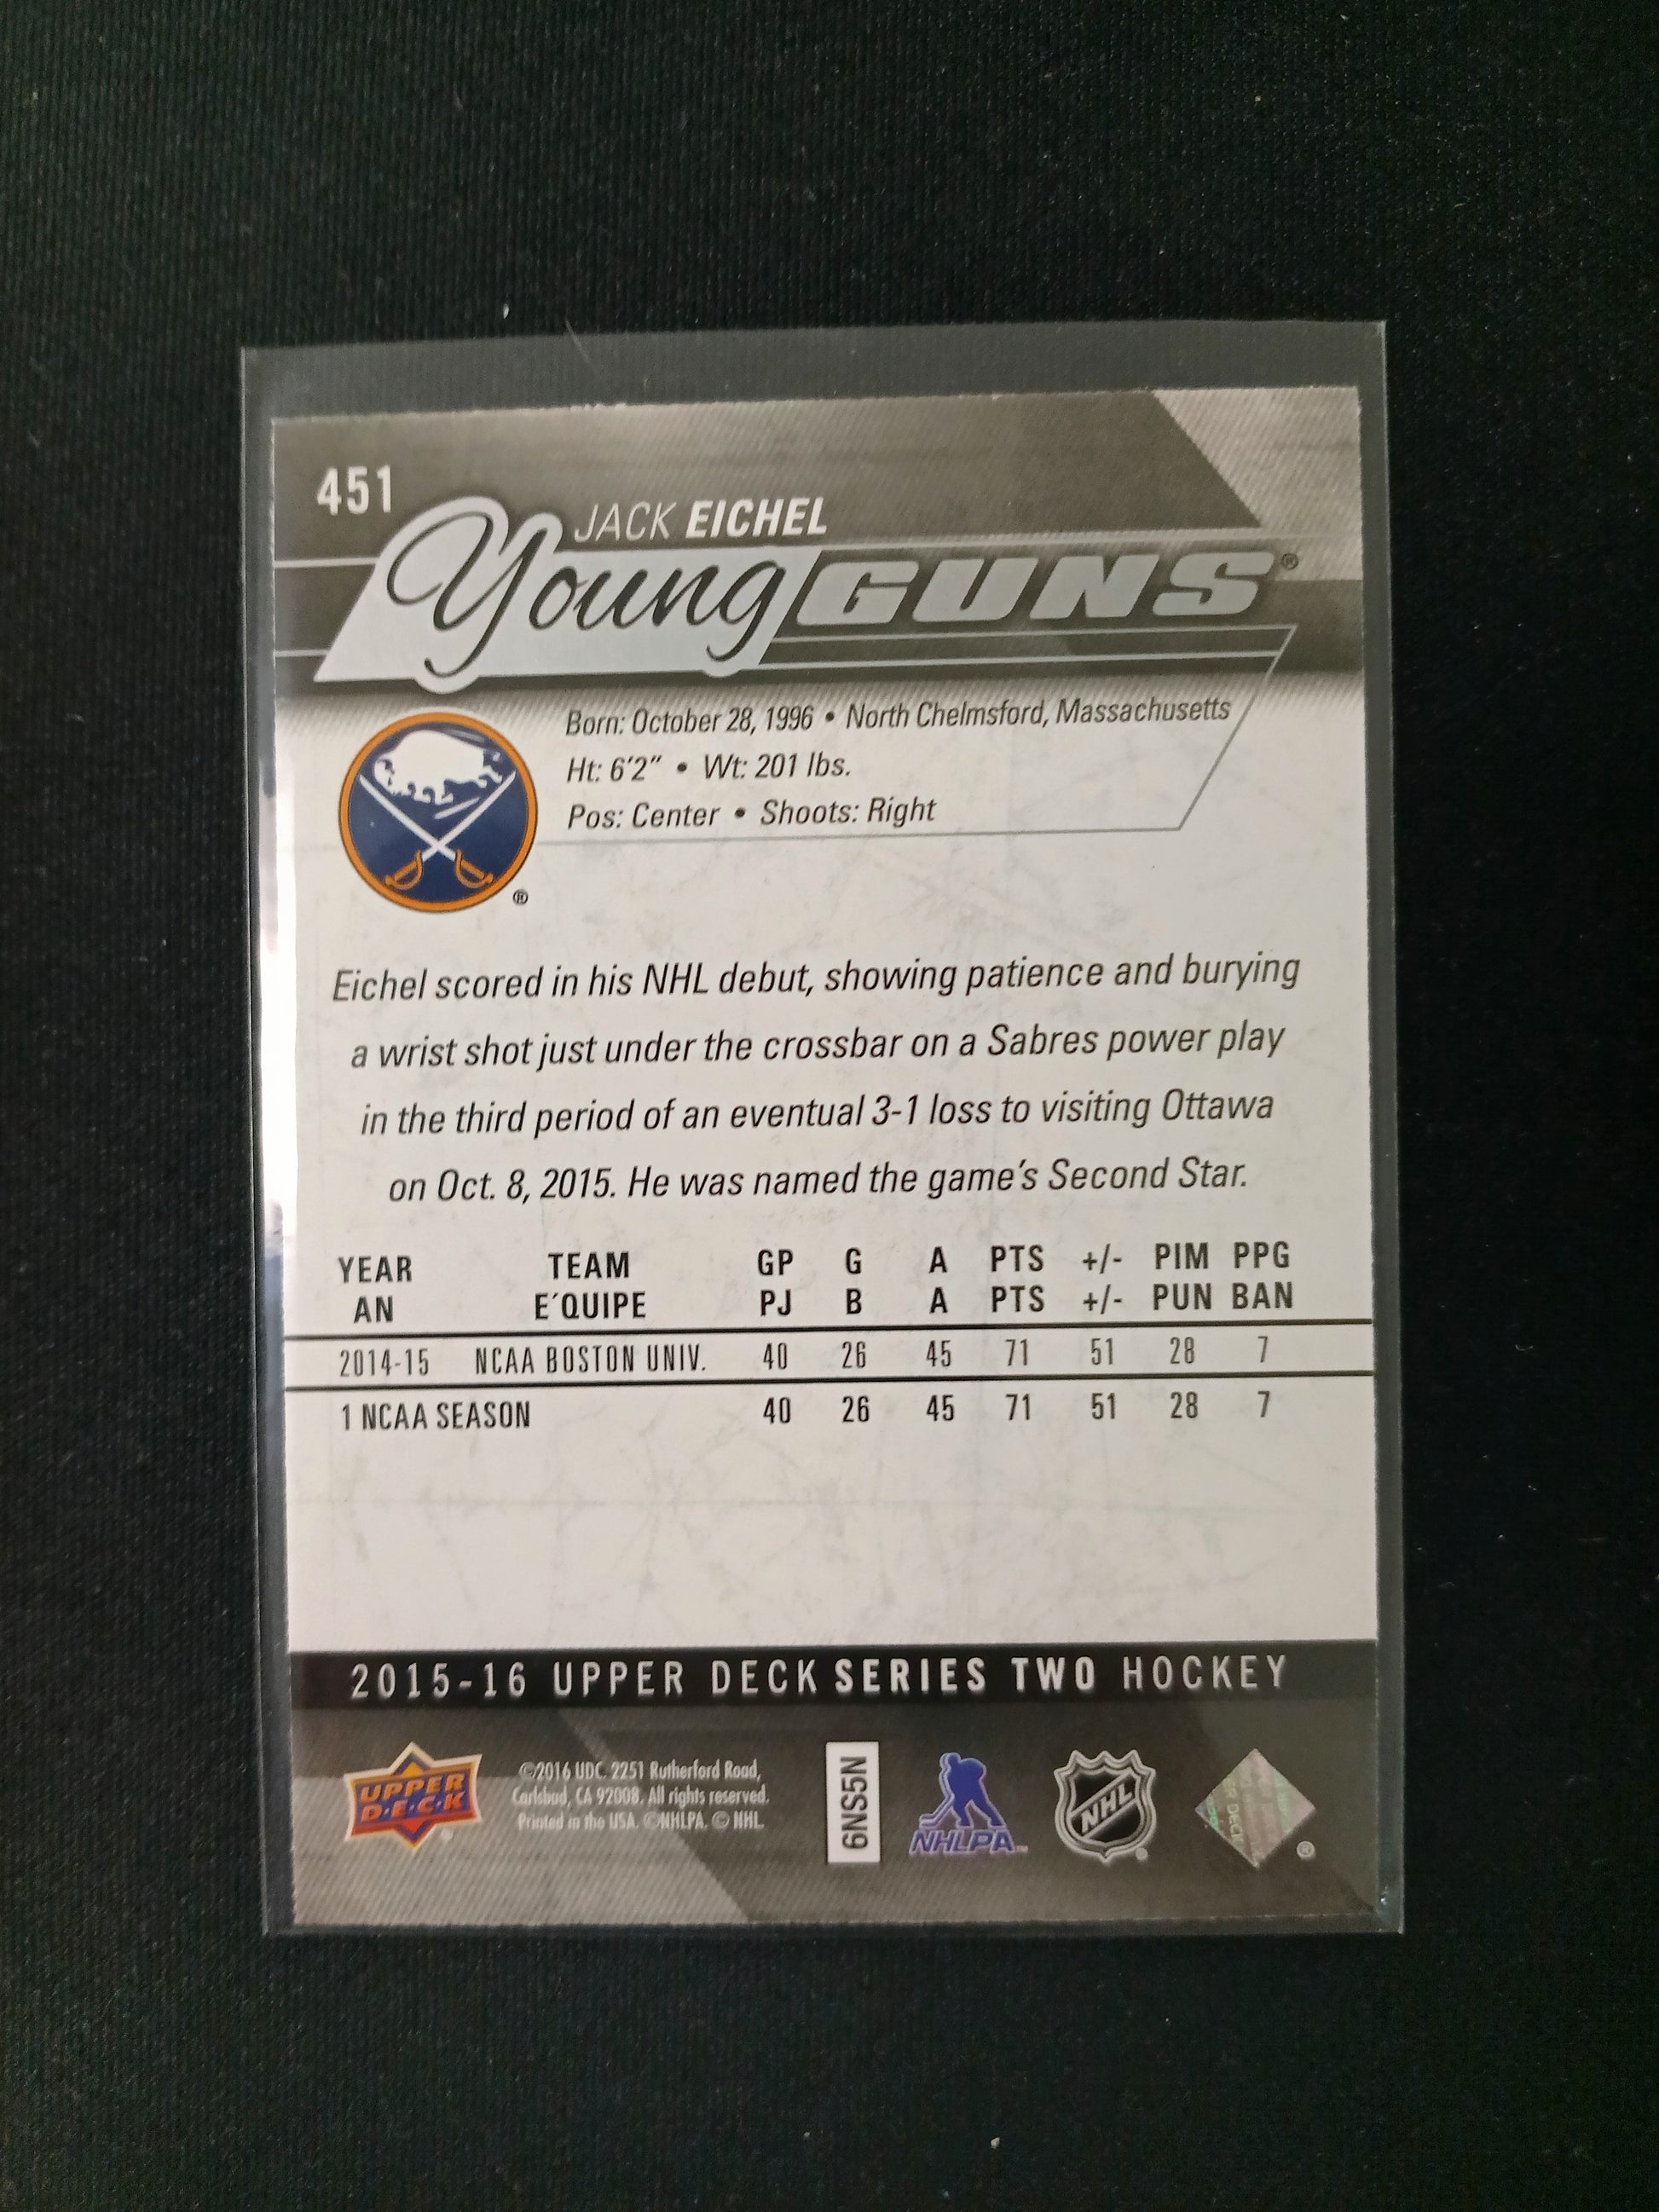 451
JACK EICHEL
Young GUNS®
Born: October 28, 1996 • North Chelmsford, Massachusetts
Ht: 6'2" • Wt: 201 lbs.
Pos: Center • Shoots: Right
®
Eichel scored in his NHL debut, showing patience and burying
a wrist shot just under the crossbar on a Sabres power play
in the third period of an eventual 3-1 loss to visiting Ottawa
on Oct. 8, 2015. He was named the game's Second Star.
YEAR TEAM GP G A PTS +/- PIM PPG
AN E´QUIPE PJ B A PTS +/- PUN BAN
2014-15 NCAA BOSTON UNIV. 40 26 45 71 51 28 7
1 NCAA SEASON 40 26 45 71 51 28 7
2015-16 UPPER DECK SERIES TWO HOCKEY
UPPER
D·E·C·K
©2016 UDC. 2251 Rutherford Road,
Carlsbad, CA 92008. All rights reserved.
Printed in the USA. ©NHLPA. © NHL.
6NS5N
NHLPA™
NHL
®